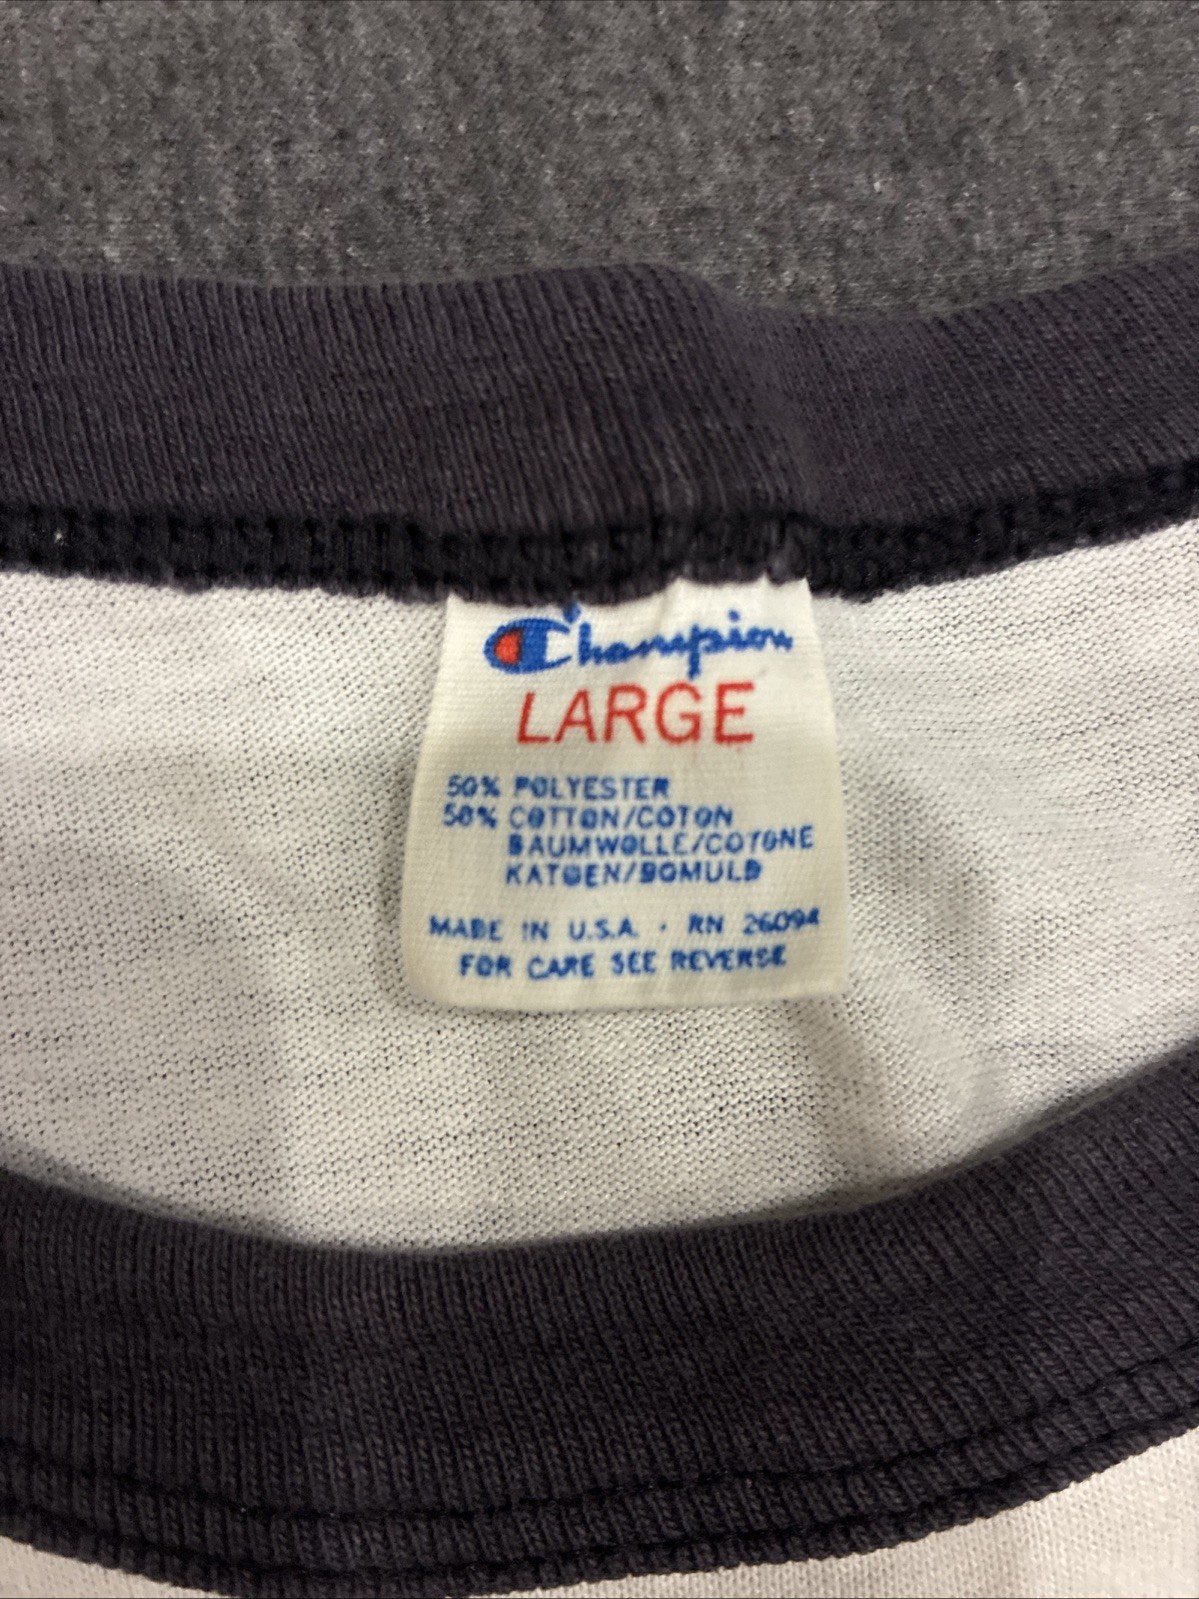 Champion
LARGE
50% POLYESTER
50% COTTON/COTON
BAUMWOLLE/COTONE
KATOEN/BOMULD
MADE IN U.S.A. · RN 26094
FOR CARE SEE REVERSE